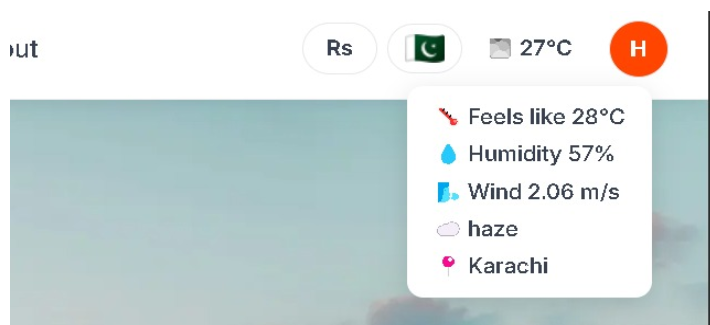 out
Rs
27°C
H
Feels like 28°C
Humidity 57%
Wind 2.06 m/s
haze
Karachi